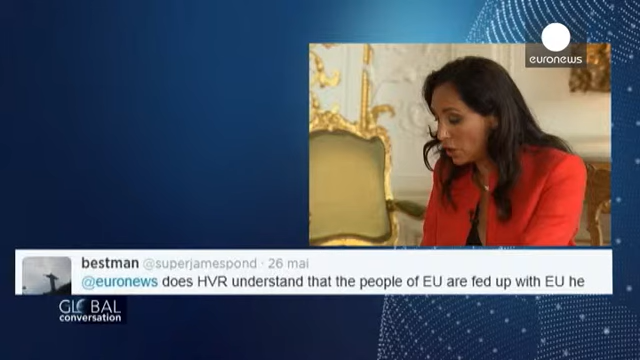 euronews
bestman @superjamespond · 26 mai
@euronews does HVR understand that the people of EU are fed up with EU he
GLOBAL
conversation